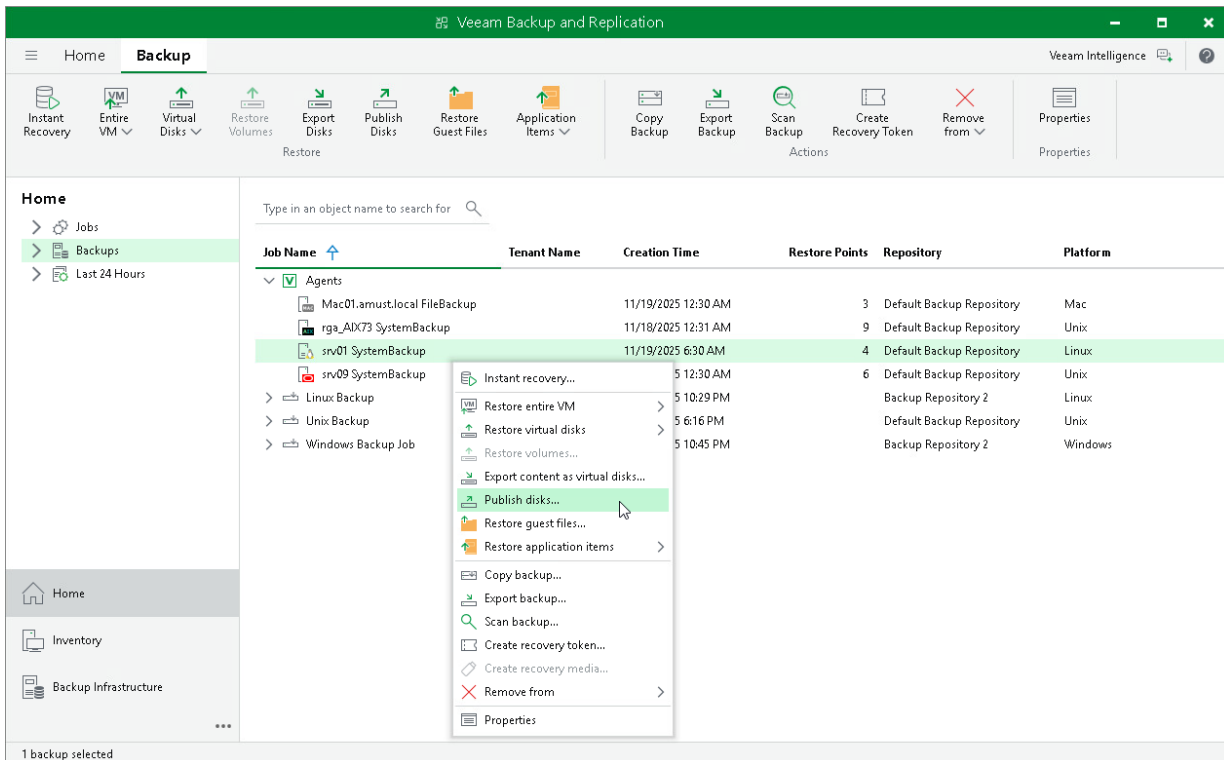 Veeam Backup and Replication
Home Backup Veeam Intelligence
Instant Recovery
Entire VM
Virtual Disks
Restore Volumes
Export Disks
Publish Disks
Restore Guest Files
Application Items
Copy Backup
Export Backup
Scan Backup
Create Recovery Token
Remove from
Properties
Restore Actions Properties
Home
Jobs
Backups
Last 24 Hours
Type in an object name to search for
Job Name Tenant Name Creation Time Restore Points Repository Platform
Agents
Mac01.amust.local FileBackup 11/19/2025 12:30 AM 3 Default Backup Repository Mac
rga_AIX73 SystemBackup 11/18/2025 12:31 AM 9 Default Backup Repository Unix
srv01 SystemBackup 11/19/2025 6:30 AM 4 Default Backup Repository Linux
srv09 SystemBackup 5 12:30 AM 6 Default Backup Repository Unix
Linux Backup 5 10:29 PM Backup Repository 2 Linux
Unix Backup 5 6:16 PM Default Backup Repository Unix
Windows Backup Job 5 10:45 PM Backup Repository 2 Windows
Instant recovery...
Restore entire VM
Restore virtual disks
Restore volumes...
Export content as virtual disks...
Publish disks...
Restore guest files...
Restore application items
Copy backup...
Export backup...
Scan backup...
Create recovery token...
Create recovery media...
Remove from
Properties
Home
Inventory
Backup Infrastructure
1 backup selected